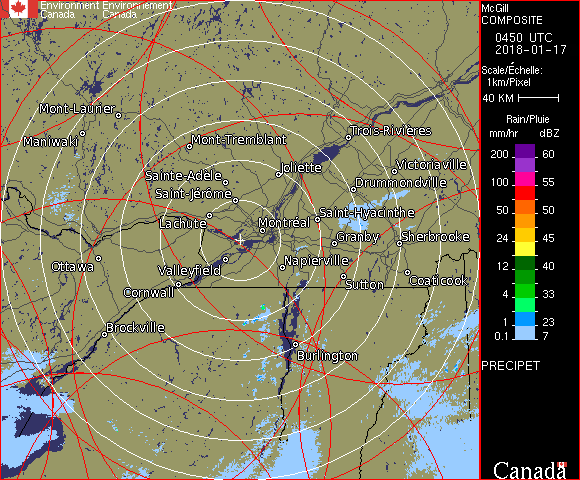 Environment Environnement
Canada Canada
McGill
COMPOSITE
0450 UTC
2018-01-17
Scale/Échelle:
1km/Pixel
40 KM
Rain/Pluie
mm/hr dBZ
200 60
100 55
50 50
24 45
12 40
4 33
1 23
0.1 7
PRECIPET
Canada
Mont-Laurier
Maniwaki
Mont-Tremblant
Trois-Rivières
Joliette
Victoriaville
Sainte-Adèle
Drummondville
Saint-Jérôme
Saint-Hyacinthe
Lachute
Montréal
Granby
Sherbrooke
Ottawa
Valleyfield
Napierville
Sutton
Coaticook
Cornwall
Brockville
Burlington